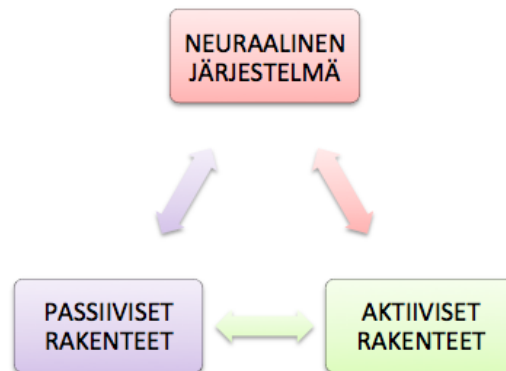 NEURAALINEN
JÄRJESTELMÄ
PASSIIVISET
RAKENTEET
AKTIIVISET
RAKENTEET